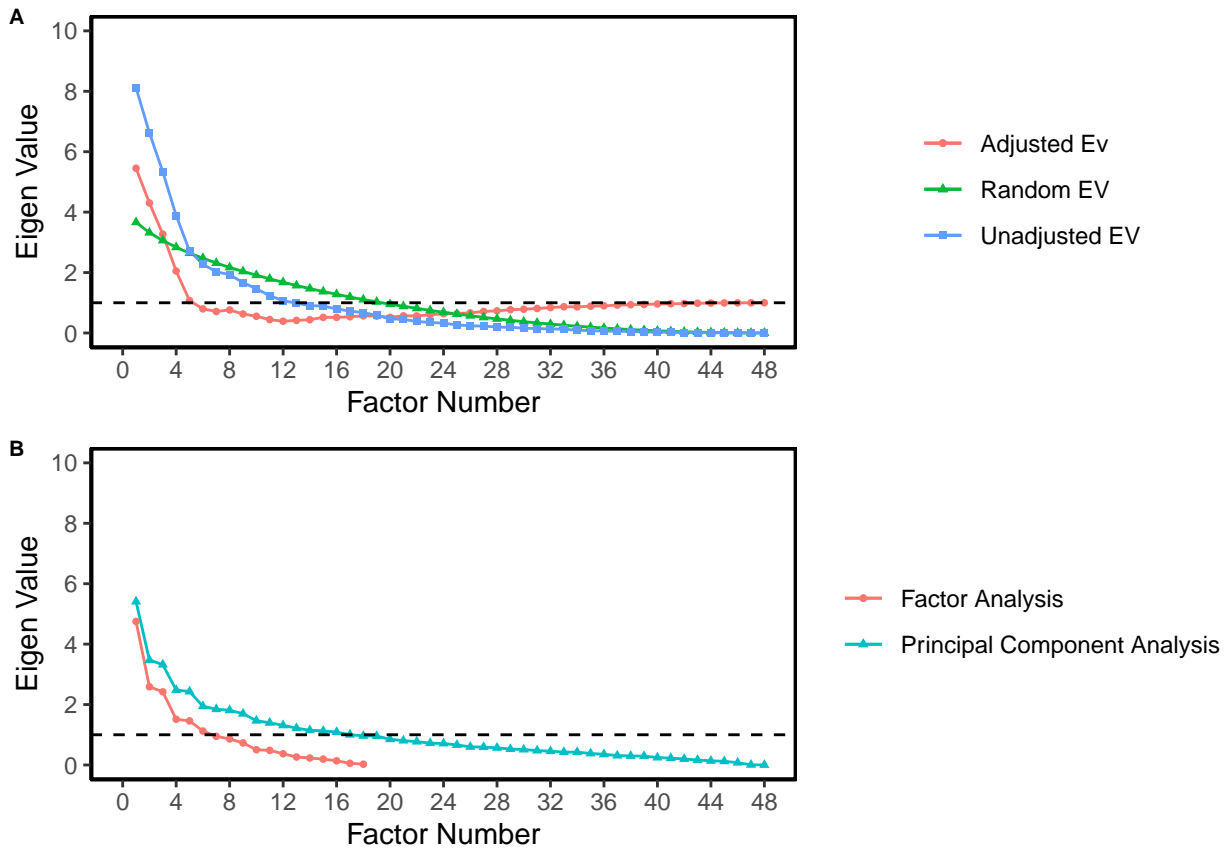 A
10
8
6
4
2
0
Eigen Value
0 4 8 12 16 20 24 28 32 36 40 44 48
Factor Number
Adjusted Ev
Random EV
Unadjusted EV
B
10
8
6
4
2
0
Eigen Value
0 4 8 12 16 20 24 28 32 36 40 44 48
Factor Number
Factor Analysis
Principal Component Analysis